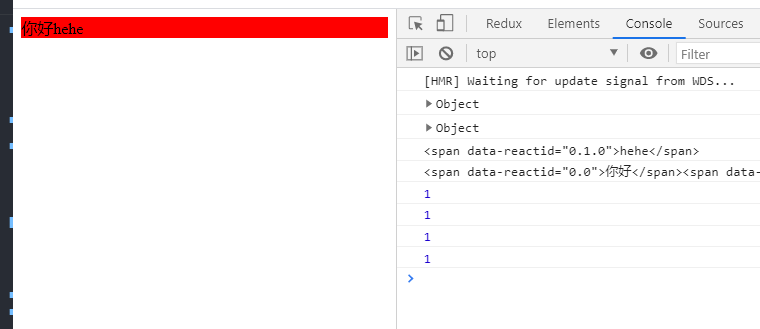 你好hehe
Redux Elements Console Sources
top Filter
[HMR] Waiting for update signal from WDS...
Object
Object
<span data-reactid="0.1.0">hehe</span>
<span data-reactid="0.0">你好</span><span data-
1
1
1
1